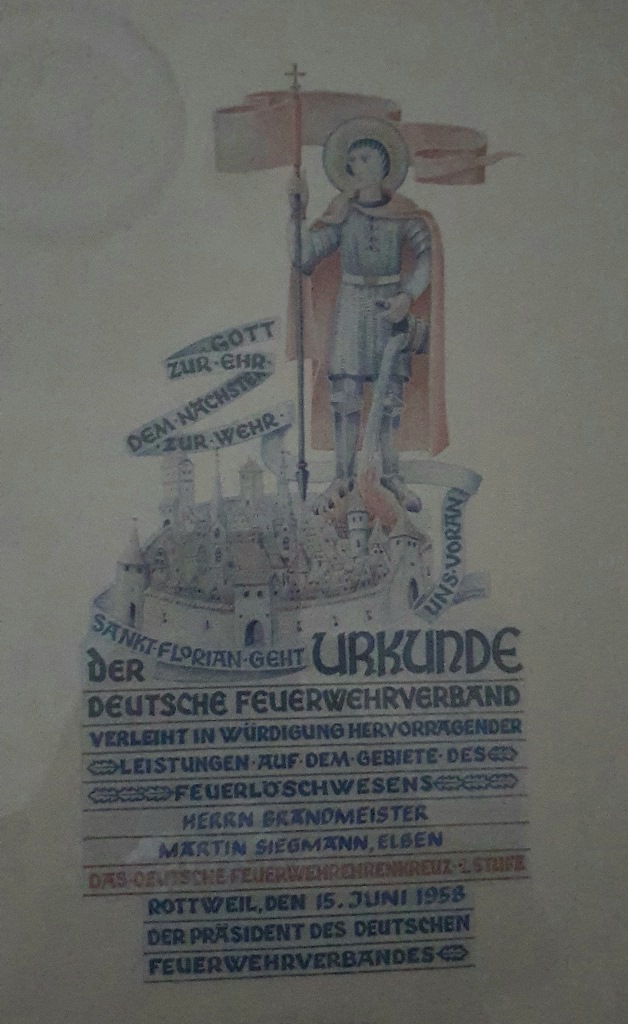 GOTT
ZUR·EHR·
DEM·NÄCHSTEN
ZUR·WEHR·
SANKT·FLORIAN·GEHT
UNS·VORAN!
URKUNDE
DER
DEUTSCHE FEUERWEHRVERBAND
VERLEIHT IN WÜRDIGUNG HERVORRAGENDER
LEISTUNGEN·AUF·DEM·GEBIETE·DES
FEUERLÖSCHWESENS
HERRN BRANDMEISTER
MARTIN SIEGMANN, ELBEN
DAS·DEUTSCHE FEUERWEHREHRENKREUZ· STUFE
ROTTWEIL, DEN 15. JUNI 1958
DER PRÄSIDENT DES DEUTSCHEN
FEUERWEHRVERBANDES